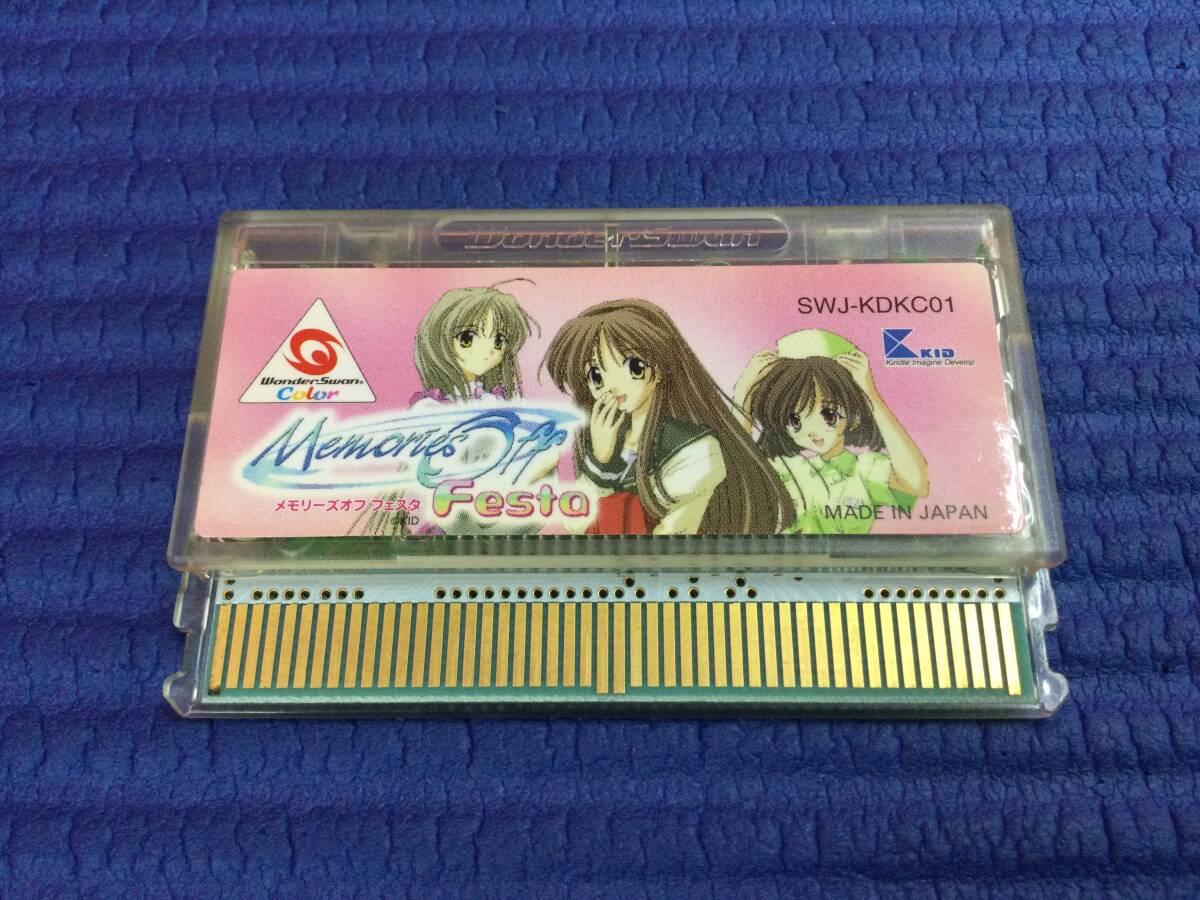 WonderSwan
SWJ-KDKC01
KID
Kindle Imagine Develop
WonderSwan®
Color
Memories Off
メモリーズオフ フェスタ
Festa
©KID
MADE IN JAPAN